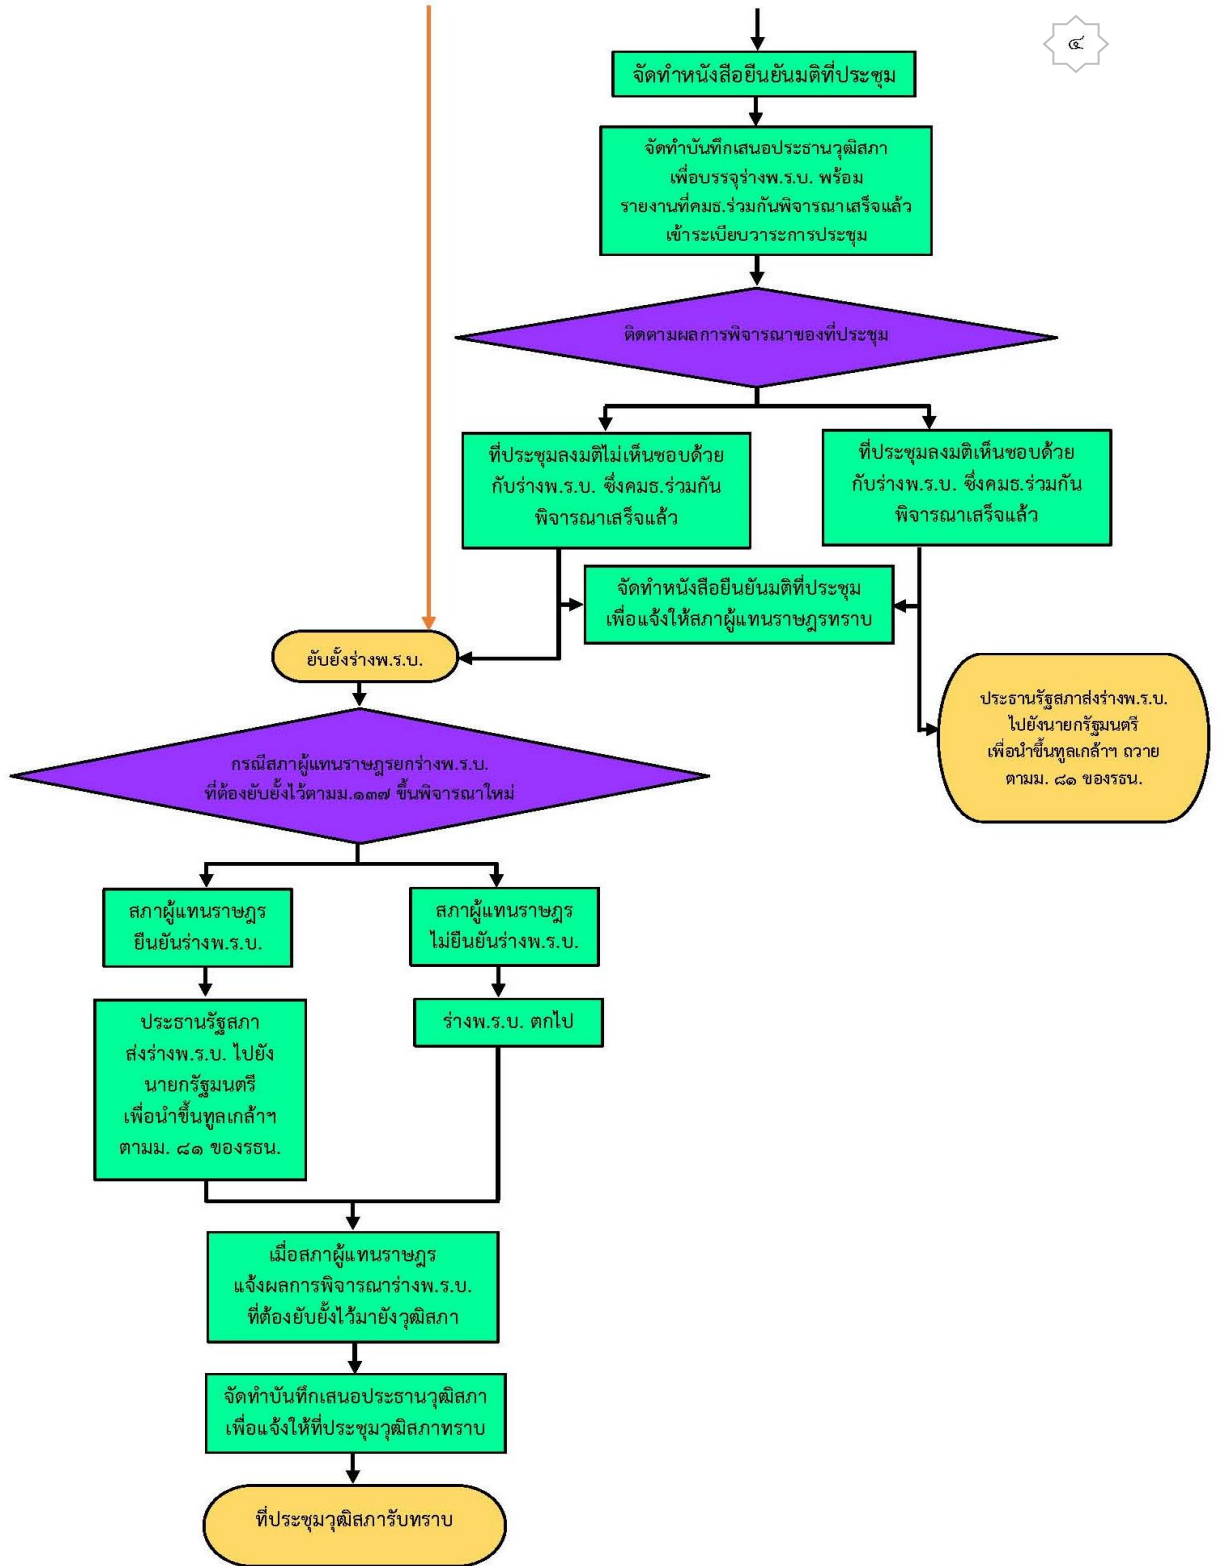 ๔
จัดทำหนังสือยืนยันมติที่ประชุม
จัดทำบันทึกเสนอประธานวุฒิสภา
เพื่อบรรจุร่างพ.ร.บ. พร้อม
รายงานที่คมธ.ร่วมกันพิจารณาเสร็จแล้ว
เข้าระเบียบวาระการประชุม
ติดตามผลการพิจารณาของที่ประชุม
ที่ประชุมลงมติไม่เห็นชอบด้วย
กับร่างพ.ร.บ. ซึ่งคมธ.ร่วมกัน
พิจารณาเสร็จแล้ว
ที่ประชุมลงมติเห็นชอบด้วย
กับร่างพ.ร.บ. ซึ่งคมธ.ร่วมกัน
พิจารณาเสร็จแล้ว
จัดทำหนังสือยืนยันมติที่ประชุม
เพื่อแจ้งให้สภาผู้แทนราษฎรทราบ
ยับยั้งร่างพ.ร.บ.
ประธานรัฐสภาส่งร่างพ.ร.บ.
ไปยังนายกรัฐมนตรี
เพื่อนำขึ้นทูลเกล้าฯ ถวาย
ตามม. ๘๑ ของรธน.
กรณีสภาผู้แทนราษฎรยกร่างพ.ร.บ.
ที่ต้องยับยั้งไว้ตามม.๑๓๗ ขึ้นพิจารณาใหม่
สภาผู้แทนราษฎร
ยืนยันร่างพ.ร.บ.
สภาผู้แทนราษฎร
ไม่ยืนยันร่างพ.ร.บ.
ประธานรัฐสภา
ส่งร่างพ.ร.บ. ไปยัง
นายกรัฐมนตรี
เพื่อนำขึ้นทูลเกล้าฯ
ตามม. ๘๑ ของรธน.
ร่างพ.ร.บ. ตกไป
เมื่อสภาผู้แทนราษฎร
แจ้งผลการพิจารณาร่างพ.ร.บ.
ที่ต้องยับยั้งไว้มายังวุฒิสภา
จัดทำบันทึกเสนอประธานวุฒิสภา
เพื่อแจ้งให้ที่ประชุมวุฒิสภาทราบ
ที่ประชุมวุฒิสภารับทราบ